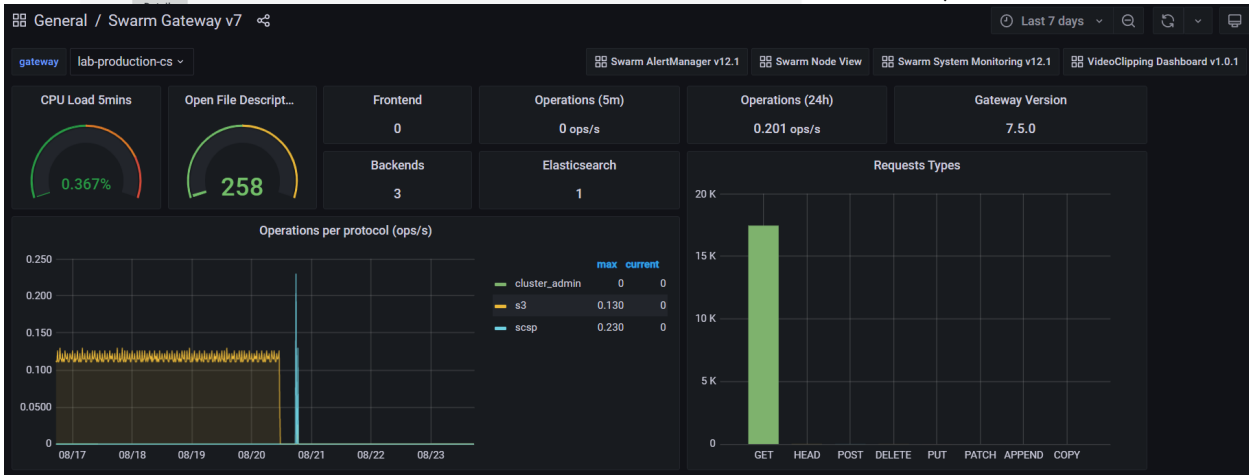 General / Swarm Gateway v7
Last 7 days
gateway
lab-production-cs
Swarm AlertManager v12.1
Swarm Node View
Swarm System Monitoring v12.1
VideoClipping Dashboard v1.0.1
CPU Load 5mins
0.367%
Open File Descript...
258
Frontend
0
Operations (5m)
0 ops/s
Operations (24h)
0.201 ops/s
Gateway Version
7.5.0
Backends
3
Elasticsearch
1
Requests Types
20 K
15 K
10 K
5 K
0
GET HEAD POST DELETE PUT PATCH APPEND COPY
Operations per protocol (ops/s)
0.250
0.200
0.150
0.100
0.0500
0
08/17 08/18 08/19 08/20 08/21 08/22 08/23
max current
cluster_admin 0 0
s3 0.130 0
scsp 0.230 0